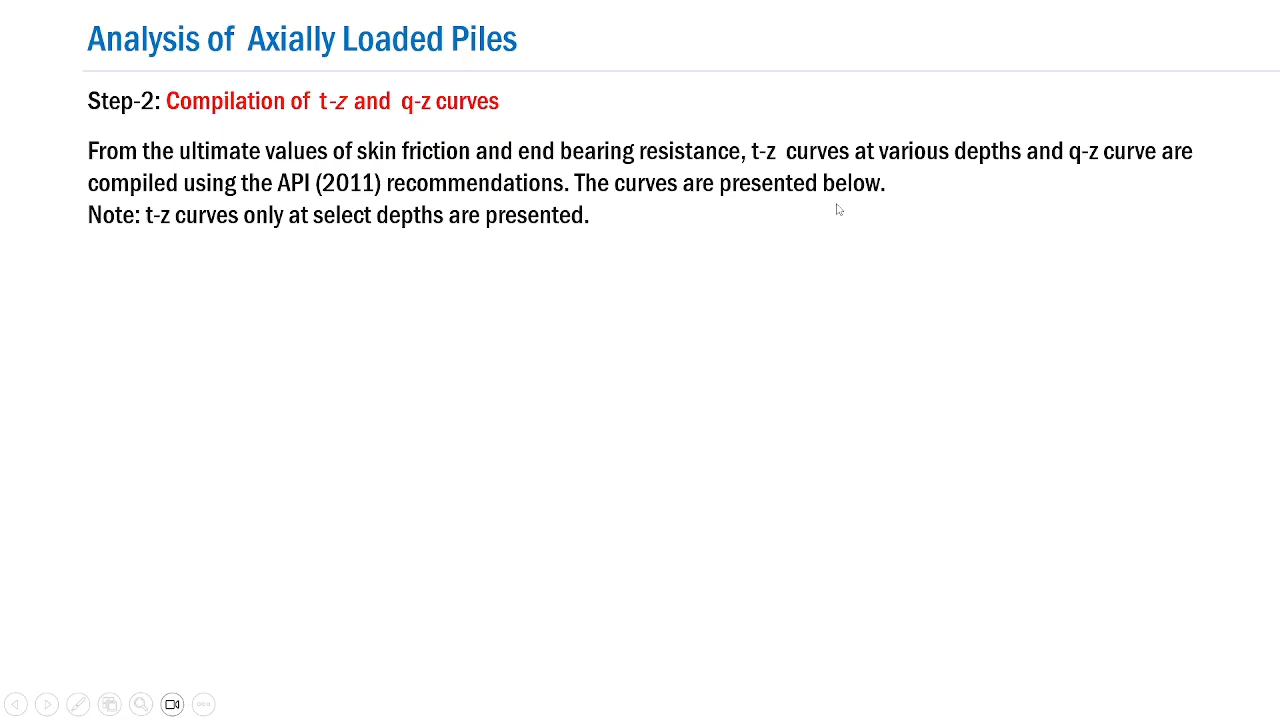 Analysis of Axially Loaded Piles
Step-2: Compilation of t-z and q-z curves
From the ultimate values of skin friction and end bearing resistance, t-z curves at various depths and q-z curve are
compiled using the API (2011) recommendations. The curves are presented below.
Note: t-z curves only at select depths are presented.